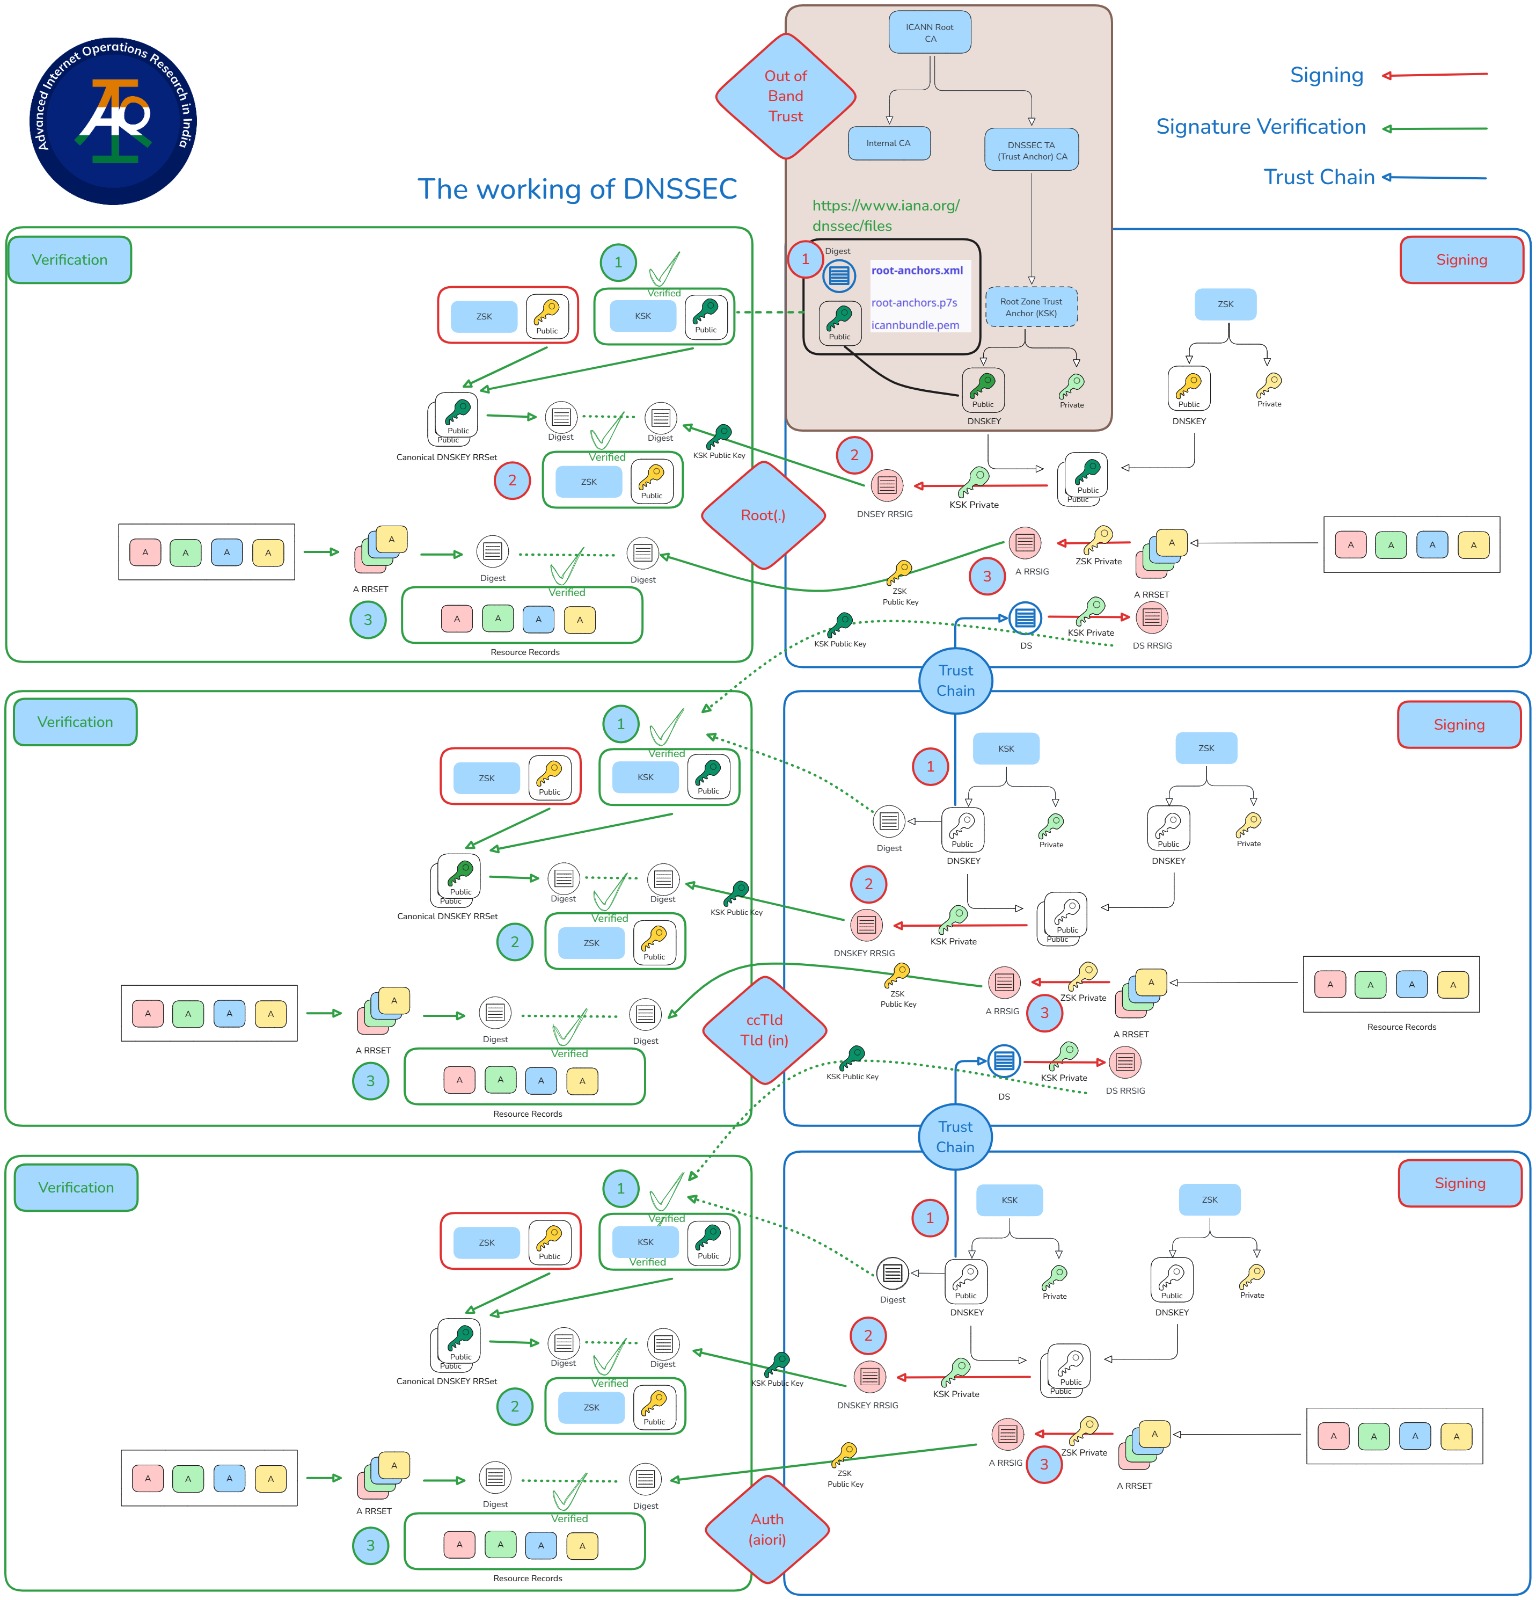 Advanced Internet Operations Research in India
The working of DNSSEC
Out of
Band
Trust
ICANN Root
CA
Internal CA
DNSSEC TA
(Trust Anchor) CA
https://www.iana.org/
dnssec/files
Signing
Signature Verification
Trust Chain
Verification
1
Verified
ZSK
Public
KSK
Public
1
Digest
Public
root-anchors.xml
root-anchors.p7s
icannbundle.pem
Root Zone Trust
Anchor (KSK)
Public
DNSKEY
Private
Signing
ZSK
Public
DNSKEY
Private
Public
Public
Canonical DNSKEY RRSet
Digest
Digest
Verified
KSK Public Key
2
ZSK
Public
Root(.)
2
DNSEY RRSIG
KSK Private
Public
Public
A
A
A
A
A
A RRSET
Digest
Digest
Verified
3
A
A
A
A
Resource Records
ZSK
Public Key
3
A RRSIG
ZSK Private
A
A RRSET
A
A
A
A
KSK Public Key
DS
KSK Private
DS RRSIG
Trust
Chain
Verification
1
Verified
ZSK
Public
KSK
Public
Signing
1
KSK
ZSK
Digest
Public
DNSKEY
Private
Public
DNSKEY
Private
Public
Public
Canonical DNSKEY RRSet
Digest
Digest
Verified
KSK Public Key
2
ZSK
Public
2
DNSKEY RRSIG
KSK Private
Public
Public
A
A
A
A
A
A RRSET
Digest
Digest
Verified
3
A
A
A
A
Resource Records
ccTld
Tld (in)
ZSK
Public Key
A RRSIG
3
ZSK Private
A
A RRSET
A
A
A
A
Resource Records
KSK Public Key
DS
KSK Private
DS RRSIG
Trust
Chain
Verification
1
Verified
ZSK
Public
KSK
Public
Verified
Signing
1
KSK
ZSK
Digest
Public
DNSKEY
Private
Public
DNSKEY
Private
Public
Public
Canonical DNSKEY RRSet
Digest
Digest
Verified
KSK Public Key
2
ZSK
Public
2
DNSKEY RRSIG
KSK Private
Public
Public
A
A
A
A
A
A RRSET
Digest
Digest
Verified
3
A
A
A
A
Resource Records
Auth
(aiori)
ZSK
Public Key
A RRSIG
3
ZSK Private
A
A RRSET
A
A
A
A